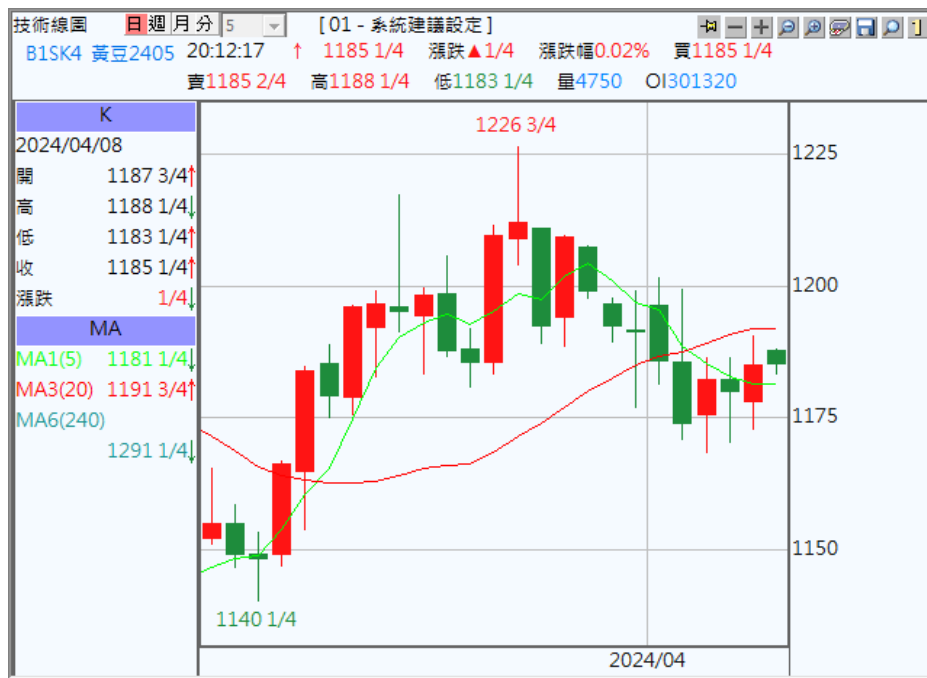 技術線圖 日 週 月 分 5 [ 01 - 系統建議設定 ]
B1SK4 黃豆2405 20:12:17 ↑ 1185 1/4 漲跌▲1/4 漲跌幅0.02% 買1185 1/4
賣1185 2/4 高1188 1/4 低1183 1/4 量4750 OI301320
K
2024/04/08
開 1187 3/4↑
高 1188 1/4↓
低 1183 1/4↑
收 1185 1/4↑
漲跌 1/4↓
MA
MA1(5) 1181 1/4↓
MA3(20) 1191 3/4↑
MA6(240)
1291 1/4↓
1226 3/4
1140 1/4
1225
1200
1175
1150
2024/04